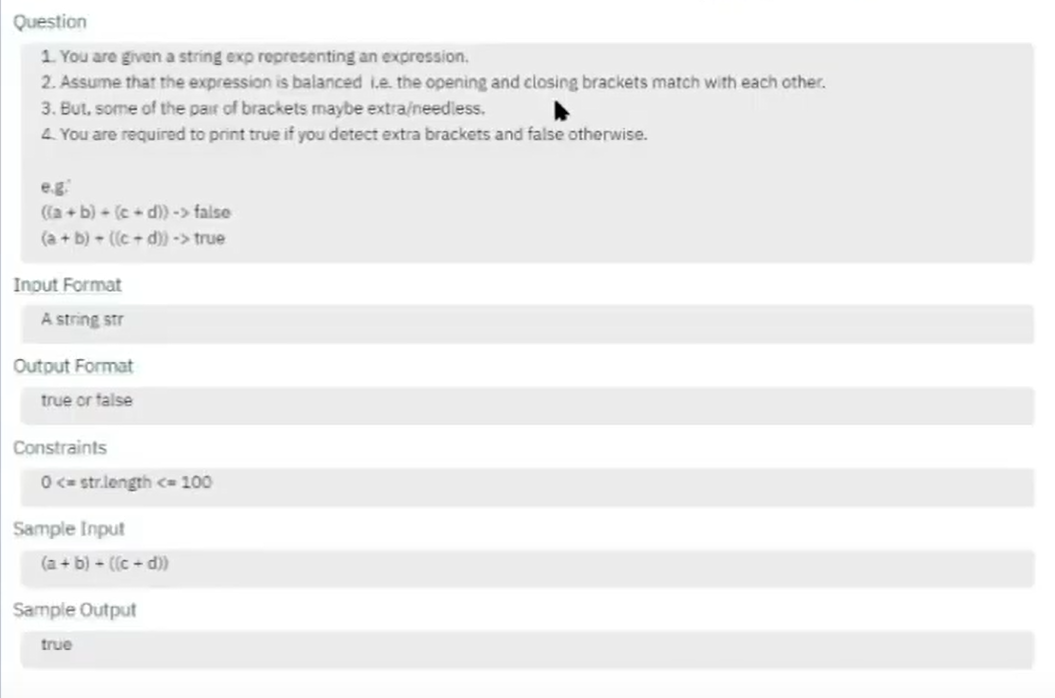 Question
1. You are given a string exp representing an expression.
2. Assume that the expression is balanced i.e. the opening and closing brackets match with each other.
3. But, some of the pair of brackets maybe extra/needless.
4. You are required to print true if you detect extra brackets and false otherwise.
e.g.'
((a + b) + (c + d)) -> false
(a + b) + ((c + d)) -> true
Input Format
A string str
Output Format
true or false
Constraints
0 <= str.length <= 100
Sample Input
(a + b) + ((c + d))
Sample Output
true